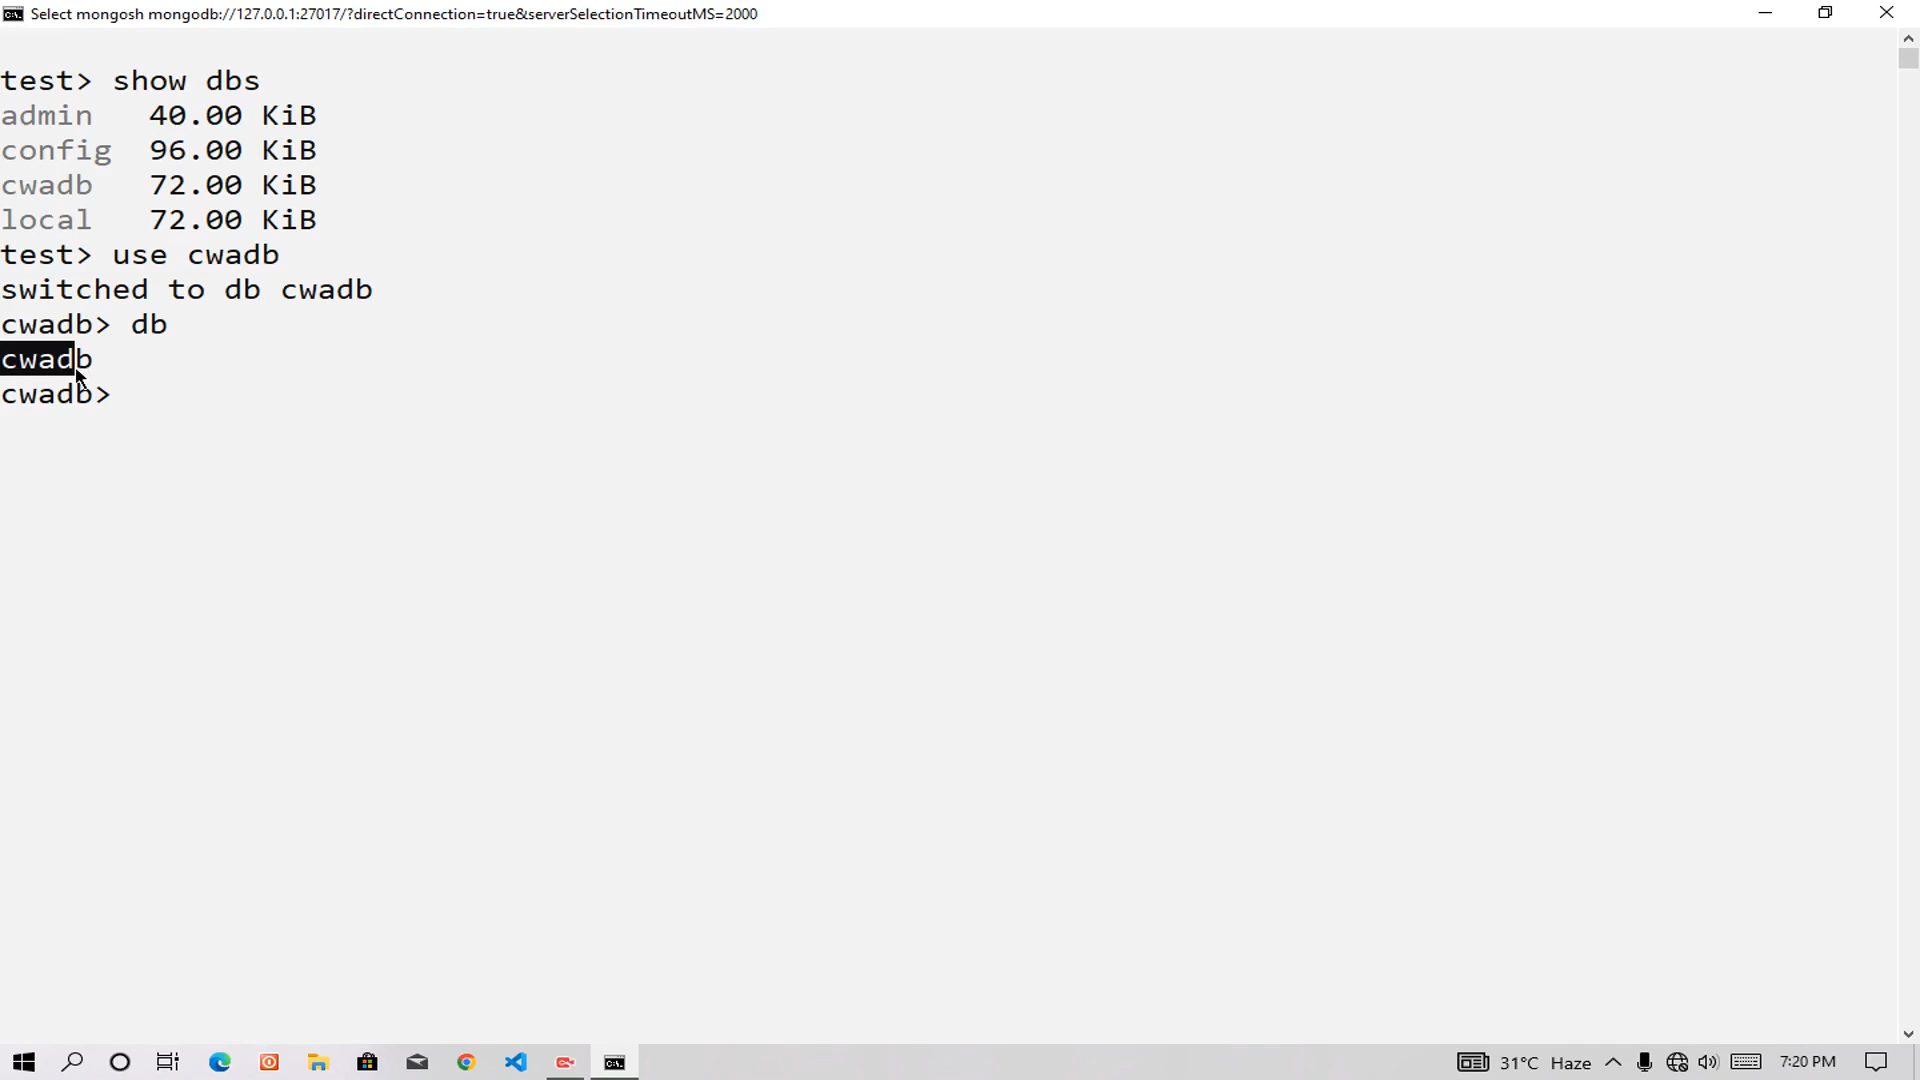 Select mongosh mongodb://127.0.0.1:27017/?directConnection=true&serverSelectionTimeoutMS=2000
test> show dbs
admin   40.00 KiB
config  96.00 KiB
cwadb   72.00 KiB
local   72.00 KiB
test> use cwadb
switched to db cwadb
cwadb> db
cwadb
cwadb>
31°C Haze 7:20 PM